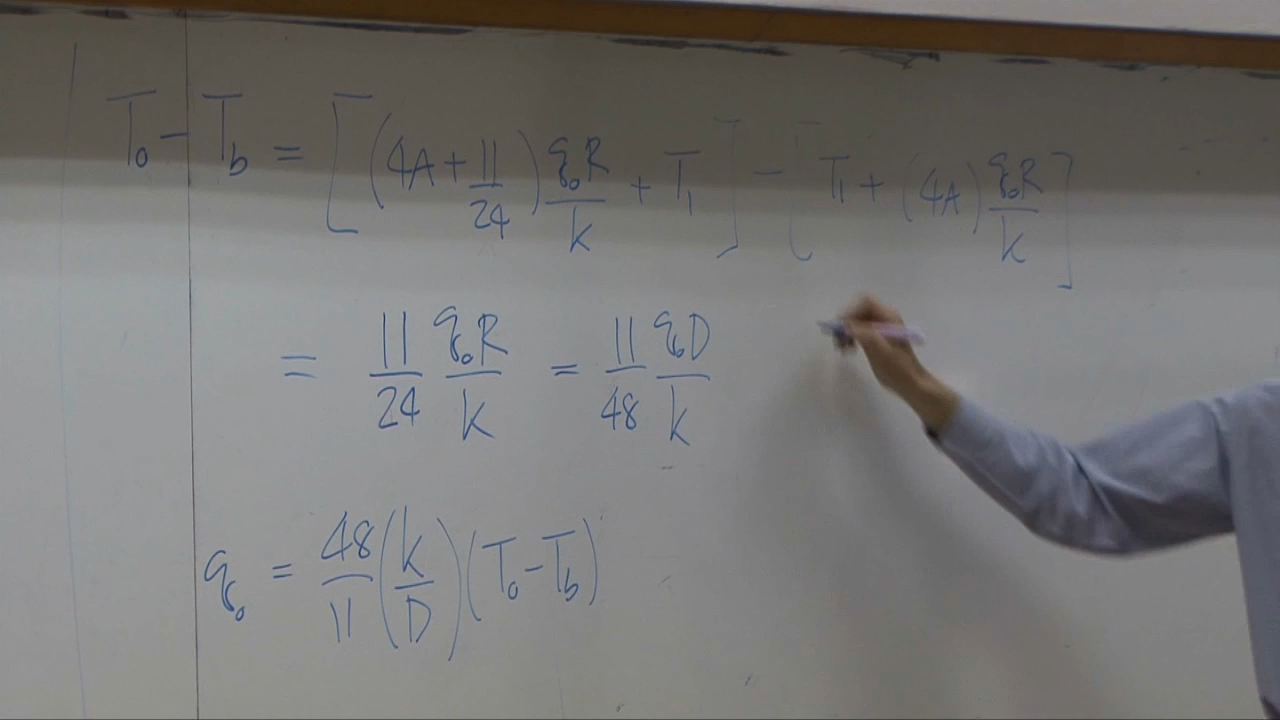 T₀ - T_b = [(4A + 11/24) q₀R/k + T₁] - [T₁ + (4A) q₀R/k]
= 11/24 q₀R/k = 11/48 q₀D/k
q₀ = 48/11 (k/D) (T₀ - T_b)